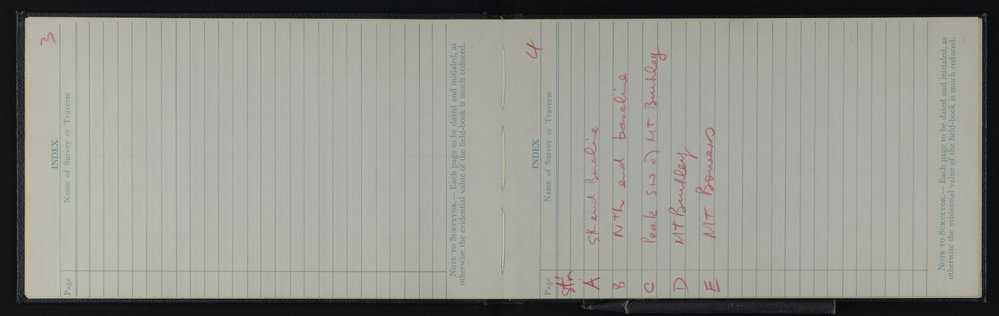 3
INDEX
Page Name of Survey or Traverse
NOTE TO SURVEYOR.— Each page to be dated and initialed, as
otherwise the evidential value of the field-book is much reduced.
4
INDEX
Page Name of Survey or Traverse
Stn
A Sth end Baseline
B Nth end baseline
C Peak SW of Mt Bumbley
D Mt Bumbley
E Mt Bowers
NOTE TO SURVEYOR.— Each page to be dated and initialed, as
otherwise the evidential value of the field-book is much reduced.